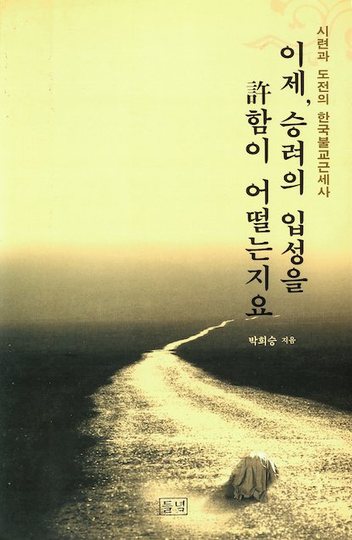 시련과 도전의 한국불교근세사
이제, 승려의 입성을
許함이 어떨는지요
박희승 지음
들녘